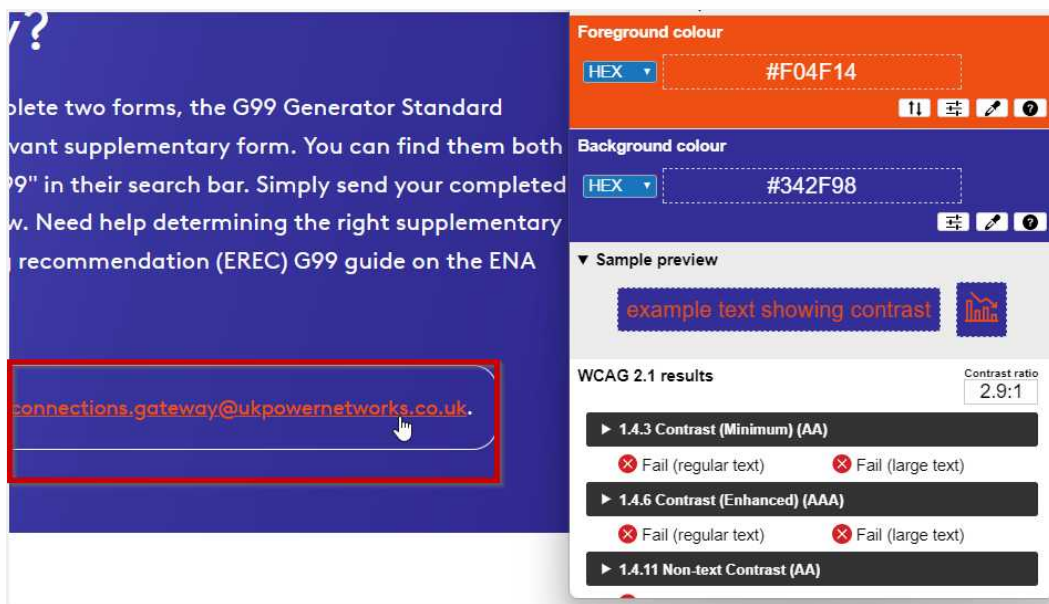 y?
plete two forms, the G99 Generator Standard
vant supplementary form. You can find them both
99" in their search bar. Simply send your completed
w. Need help determining the right supplementary
g recommendation (EREC) G99 guide on the ENA
connections.gateway@ukpowernetworks.co.uk.
Foreground colour
HEX ▼ #F04F14
Background colour
HEX ▼ #342F98
▼ Sample preview
example text showing contrast
WCAG 2.1 results
Contrast ratio
2.9:1
▶ 1.4.3 Contrast (Minimum) (AA)
Fail (regular text) Fail (large text)
▶ 1.4.6 Contrast (Enhanced) (AAA)
Fail (regular text) Fail (large text)
▶ 1.4.11 Non-text Contrast (AA)